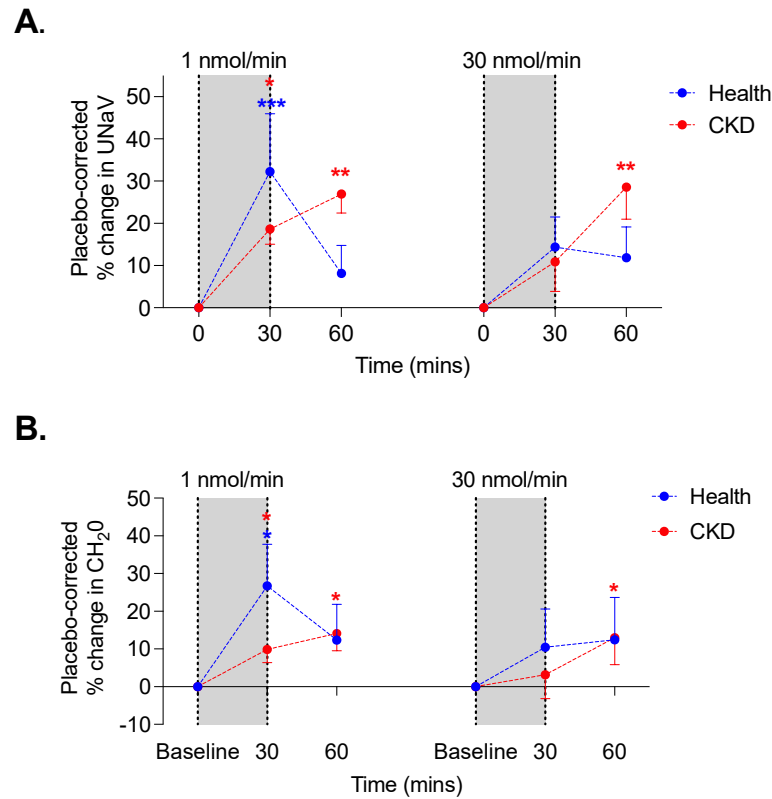 A.
1 nmol/min
30 nmol/min
Placebo-corrected
% change in UNaV
50
40
30
20
10
0
*
***
**
**
Health
CKD
0 30 60 0 30 60
Time (mins)
B.
1 nmol/min
30 nmol/min
Placebo-corrected
% change in CH₂0
50
40
30
20
10
0
-10
*
*
*
*
Health
CKD
Baseline 30 60 Baseline 30 60
Time (mins)